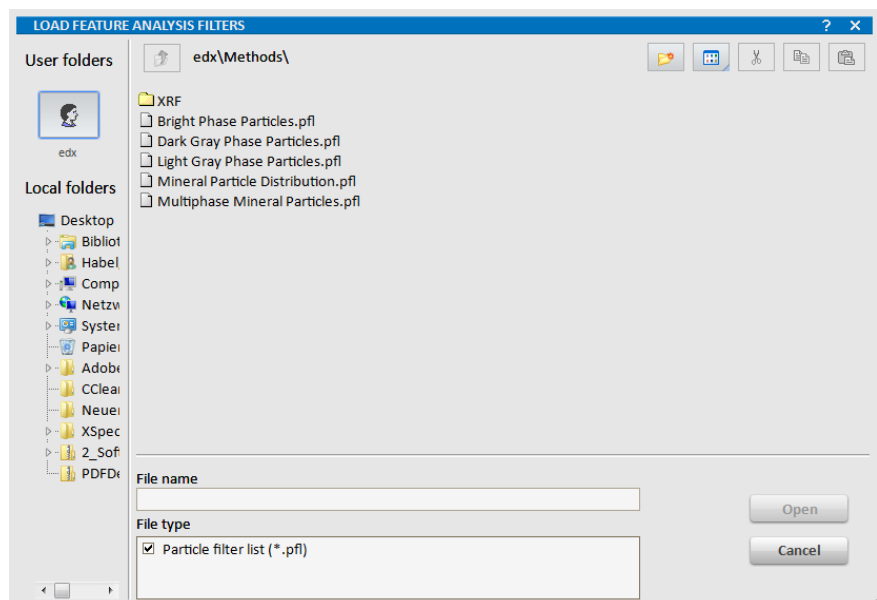 LOAD FEATURE ANALYSIS FILTERS ? X
User folders
edx\Methods\
edx
XRF
Bright Phase Particles.pfl
Dark Gray Phase Particles.pfl
Light Gray Phase Particles.pfl
Mineral Particle Distribution.pfl
Multiphase Mineral Particles.pfl
Local folders
Desktop
Bibliot
Habel
Comp
Netzw
System
Papier
Adobe
CClear
Neuer
XSpec
2_Soft
PDFDe
File name
File type
Particle filter list (*.pfl)
Open
Cancel